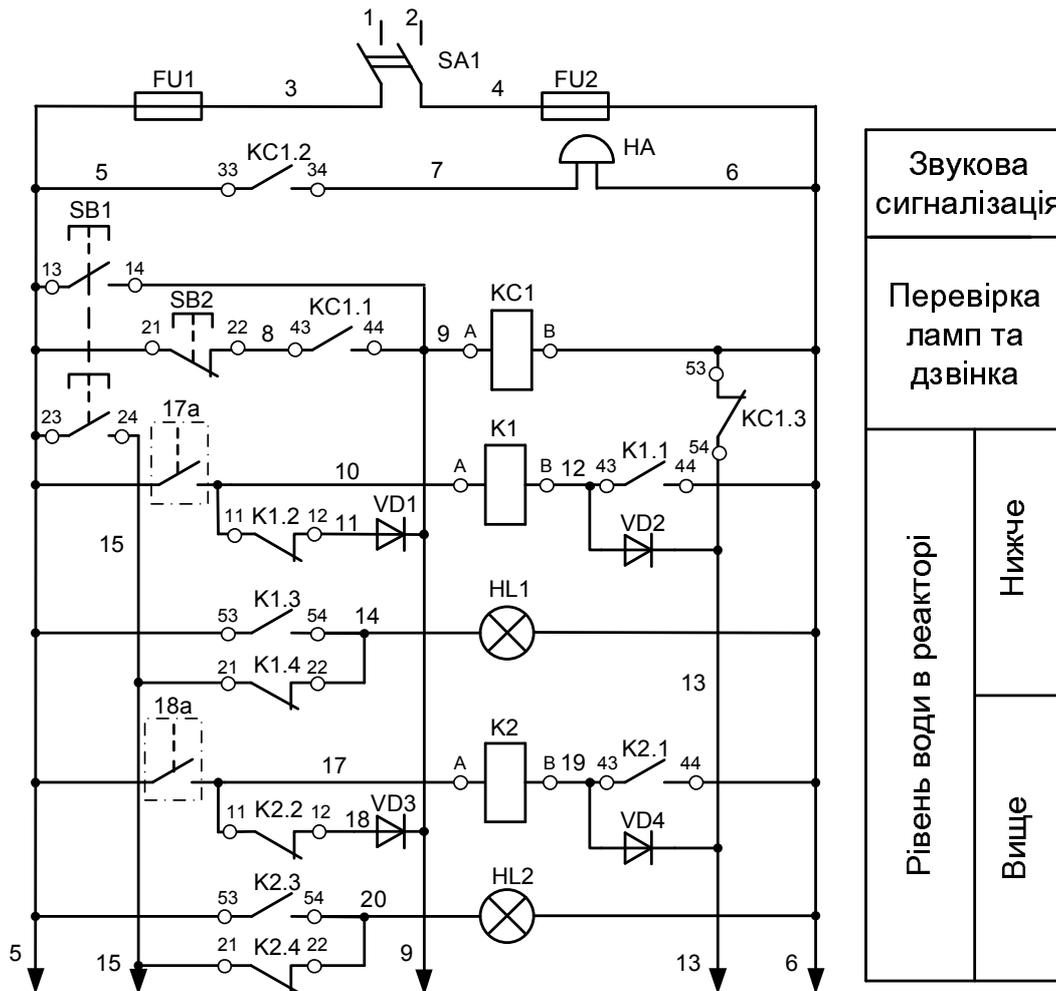 1 2
SA1
FU1 3 4 FU2
KC1.2 HA
5 33 34 7 6
SB1
13 14
SB2 KC1.1 KC1
21 22 8 43 44 9 A B
53
KC1.3
54
23 24 17a
K1 K1.1
10 A B 12 43 44
11 K1.2 12 11 VD1
VD2
15
K1.3 HL1
53 54 14
21 K1.4 22
13
18a
K2 K2.1
17 A B 19 43 44
11 K2.2 12 18 VD3
VD4
K2.3 HL2
53 54 20
21 K2.4 22
5 15 9 13 6
Звукова
сигналізація
Перевірка
ламп та
дзвінка
Рівень води в реакторі
Нижче
Вище